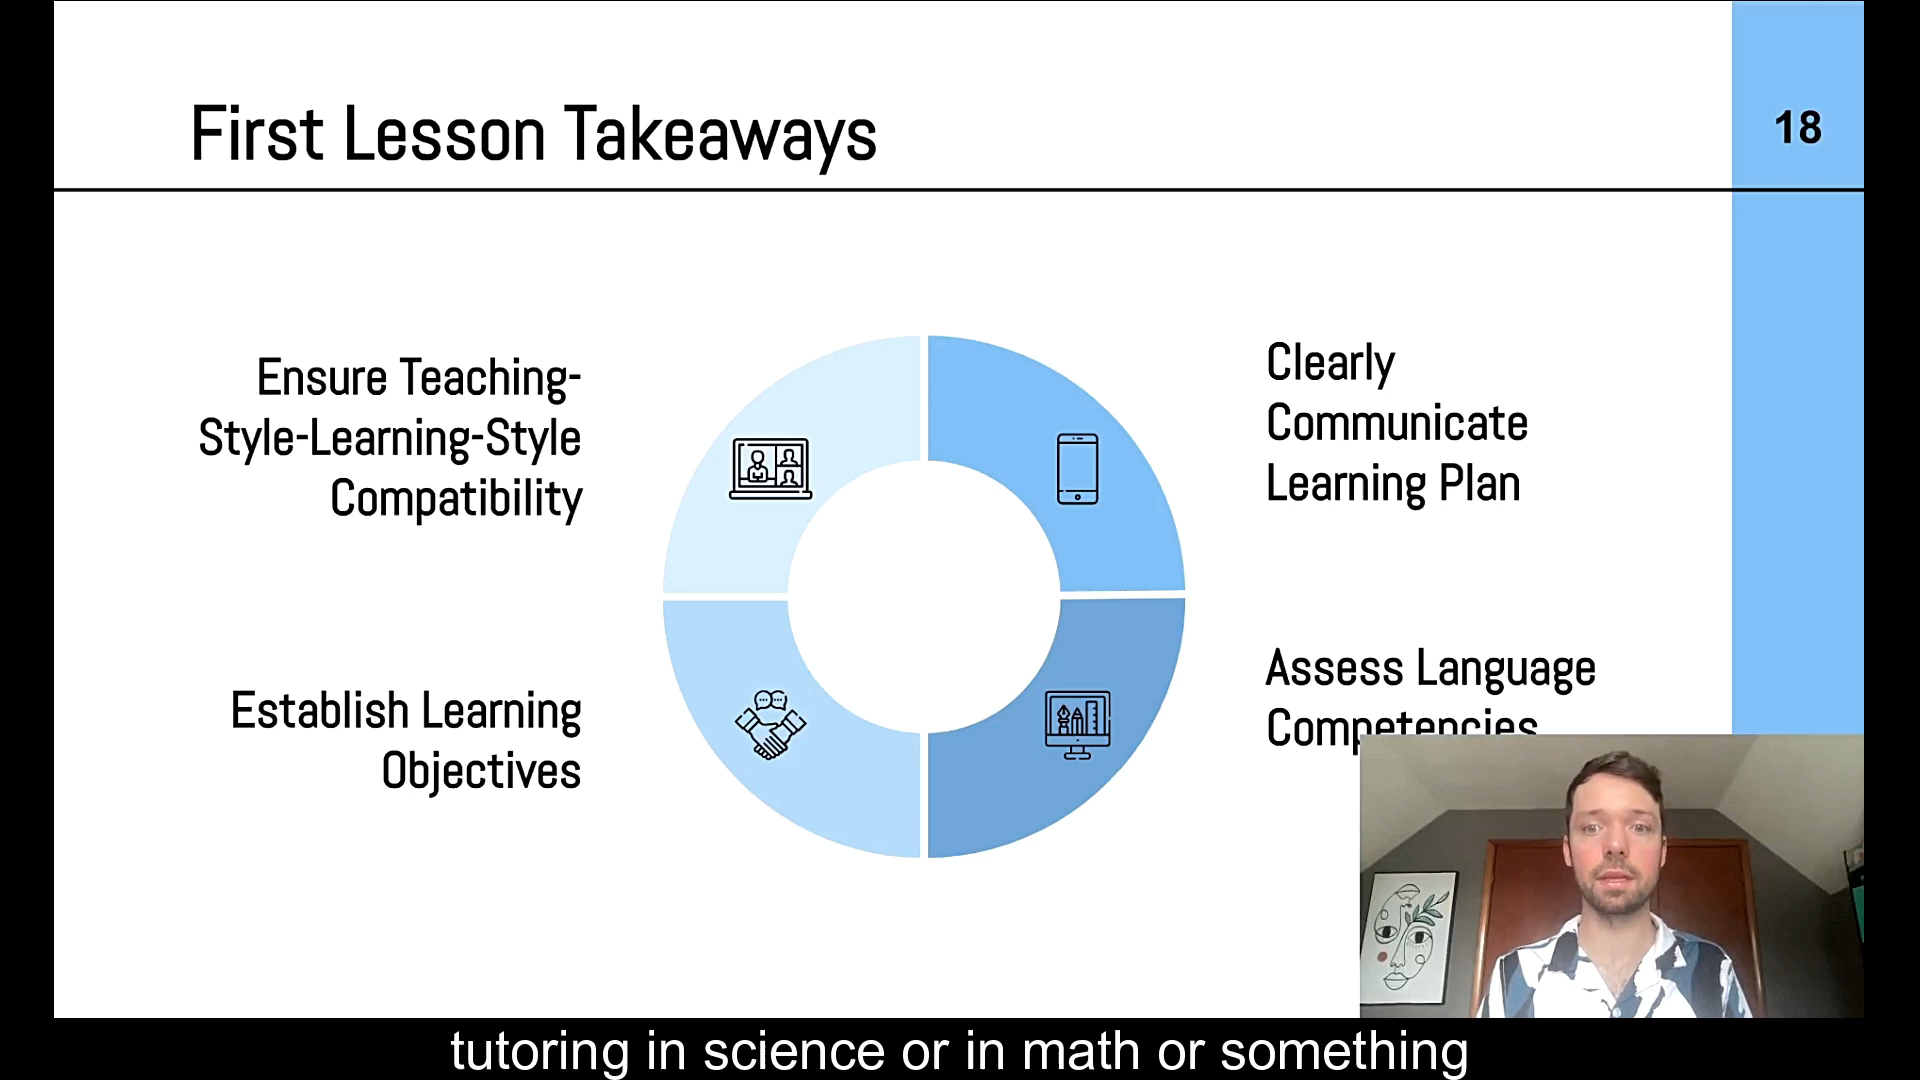 First Lesson Takeaways
18
Ensure Teaching-
Style-Learning-Style
Compatibility
Clearly
Communicate
Learning Plan
Establish Learning
Objectives
Assess Language
Competencies
tutoring in science or in math or something